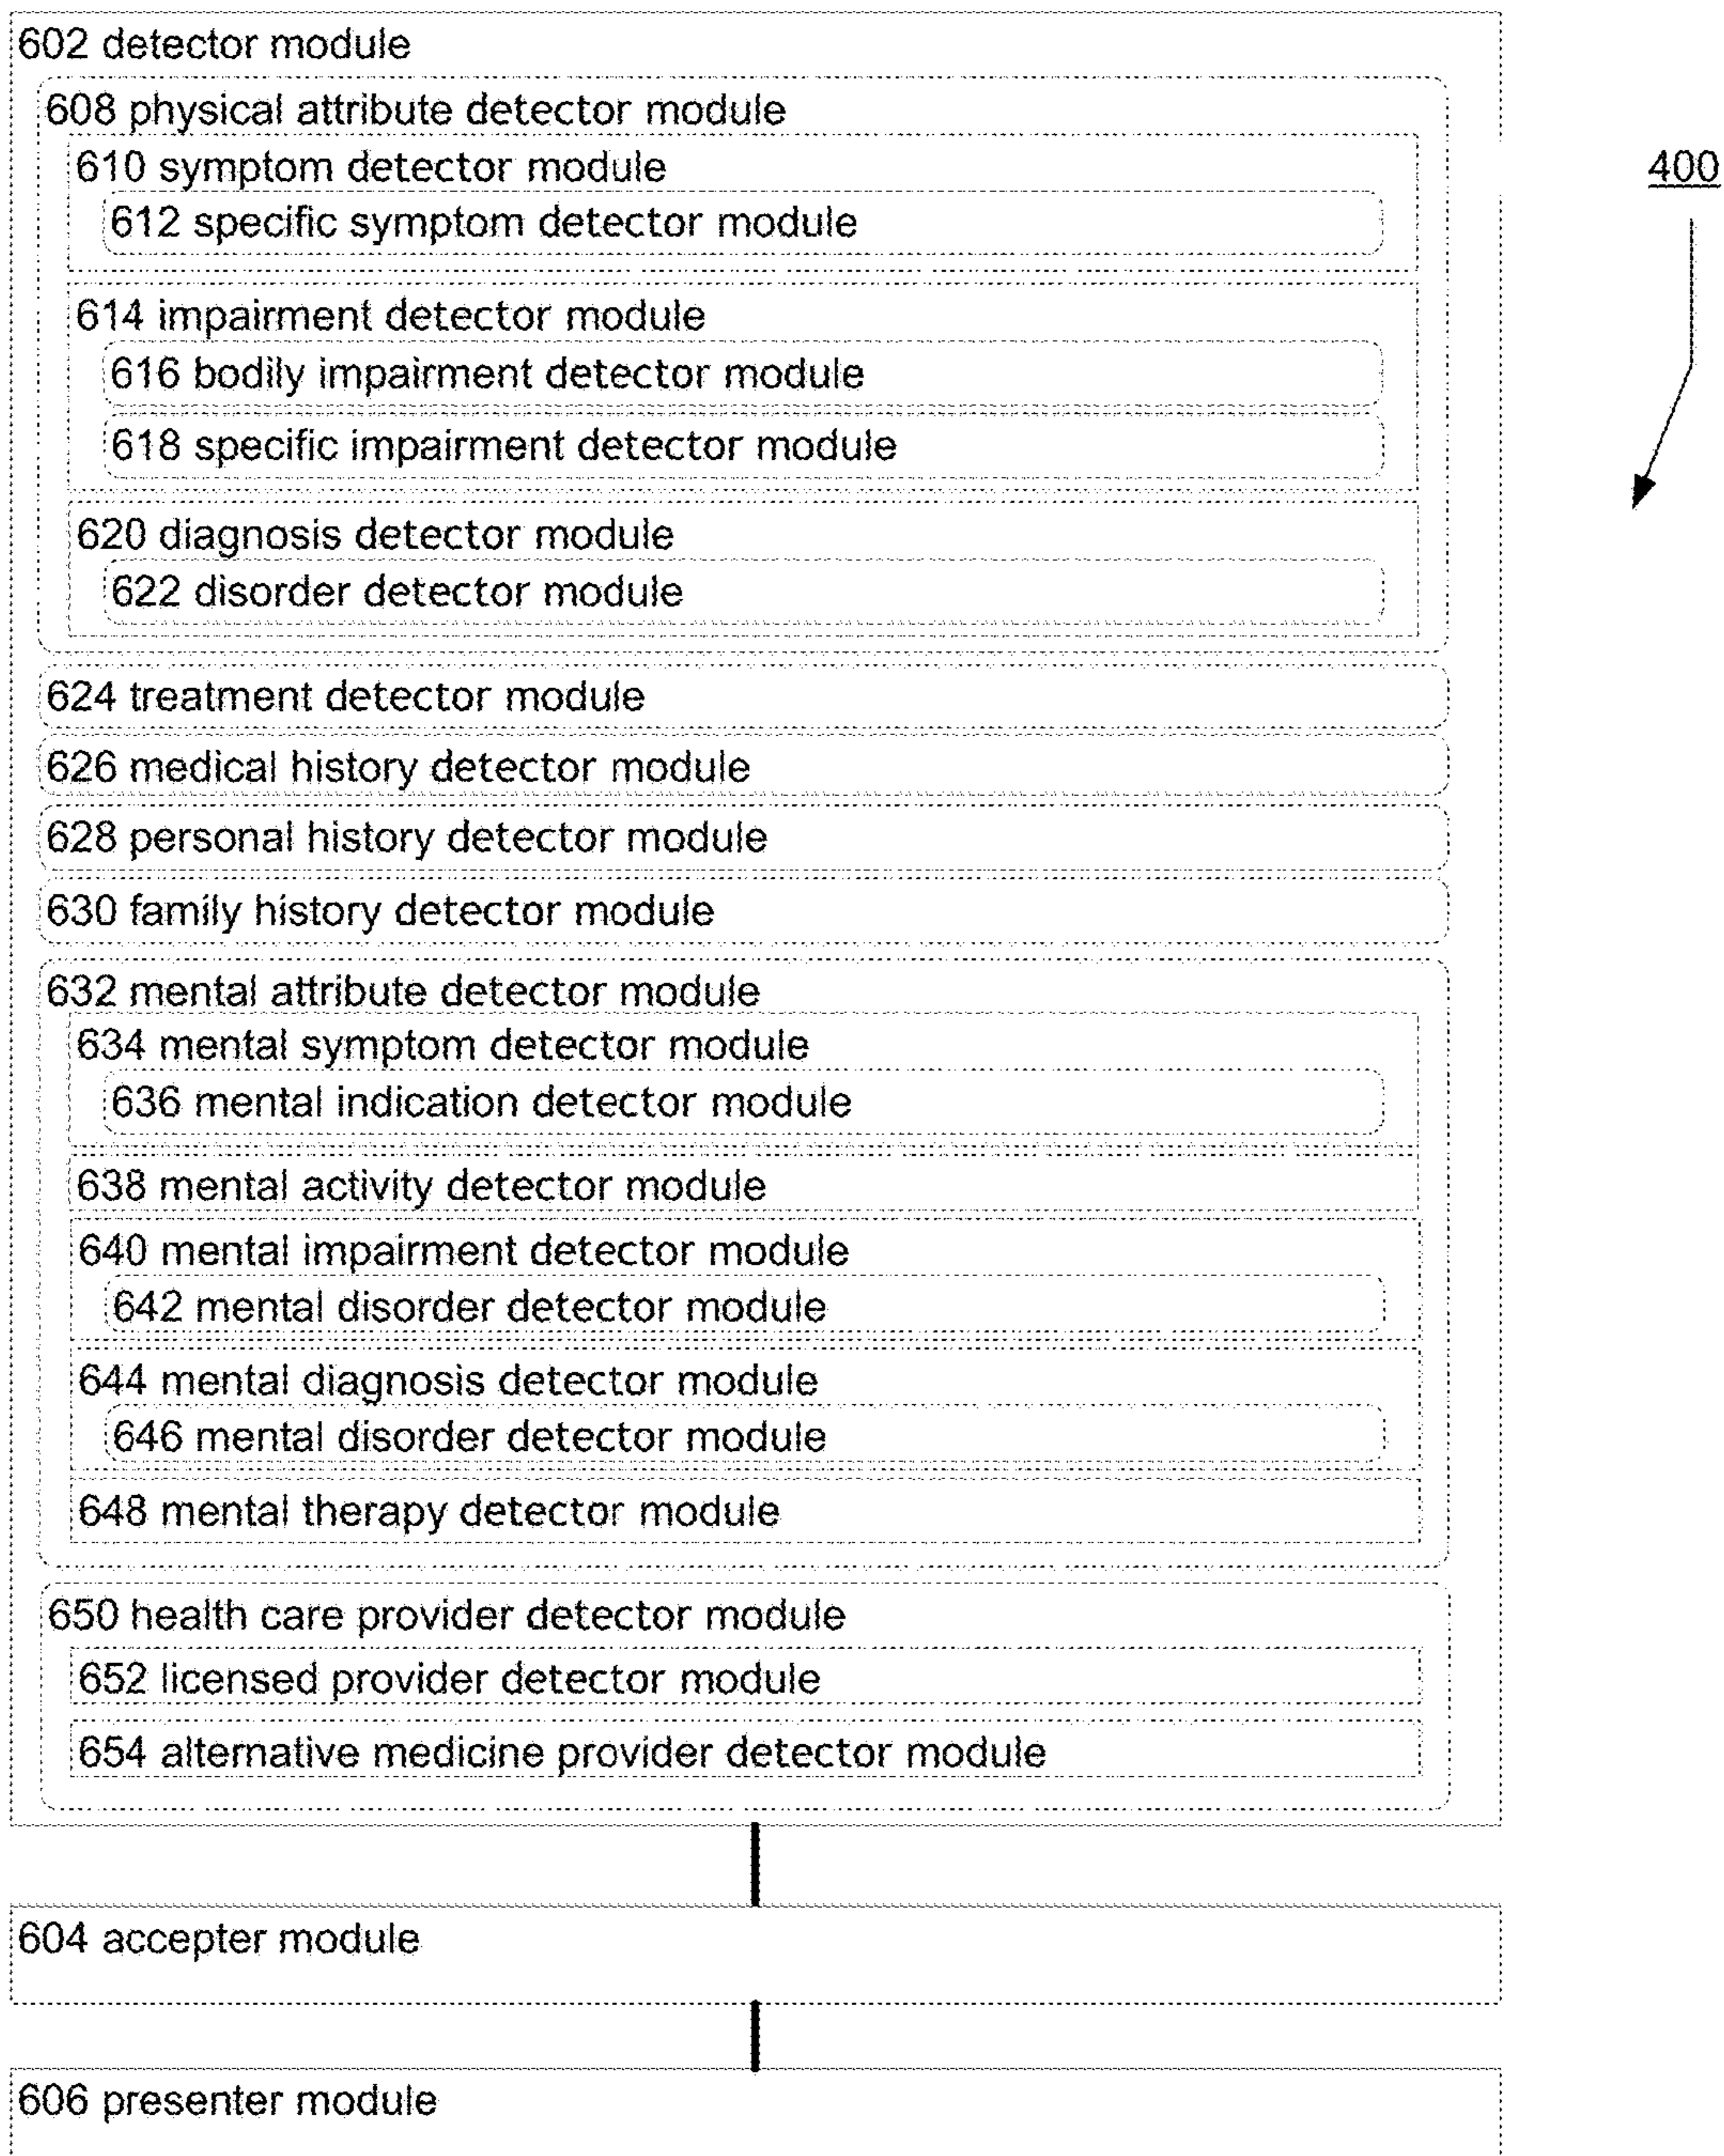 602 detector module
608 physical attribute detector module
610 symptom detector module
400
612 specific symptom detector module
614 impairment detector module
616 bodily impairment detector module
618 specific impairment detector module
620 diagnosis detector module
622 disorder detector module
624 treatment detector module
626 medical history detector module
628 personal history detector module
630 family history detector module
632 mental attribute detector module
634 mental symptom detector module
636 mental indication detector module
638 mental activity detector module
640 mental impairment detector module
642 mental disorder detector module
644 mental diagnosis detector module
646 mental disorder detector module
648 mental therapy detector module
650 health care provider detector module
652 licensed provider detector module
654 alternative medicine provider detector module
604 accepter module
606 presenter module